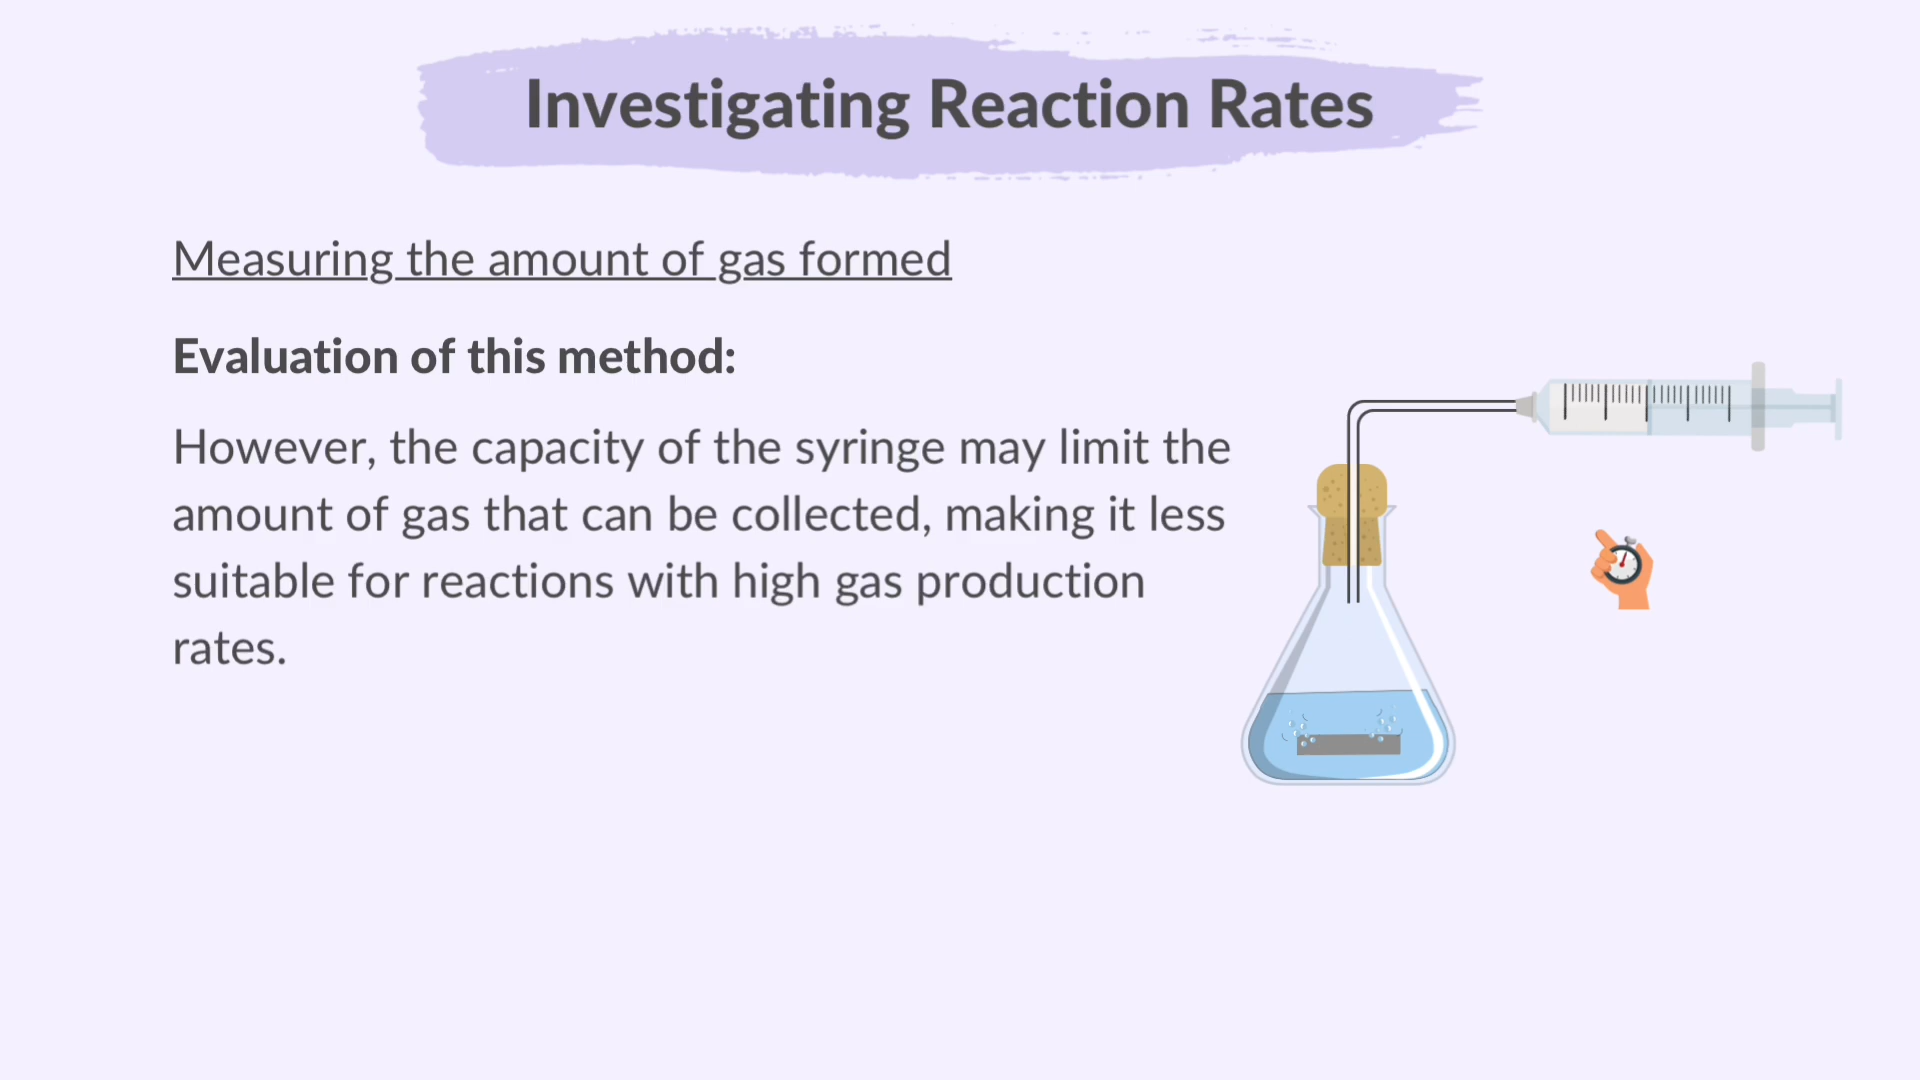 Investigating Reaction Rates
Measuring the amount of gas formed
Evaluation of this method:
However, the capacity of the syringe may limit the
amount of gas that can be collected, making it less
suitable for reactions with high gas production
rates.